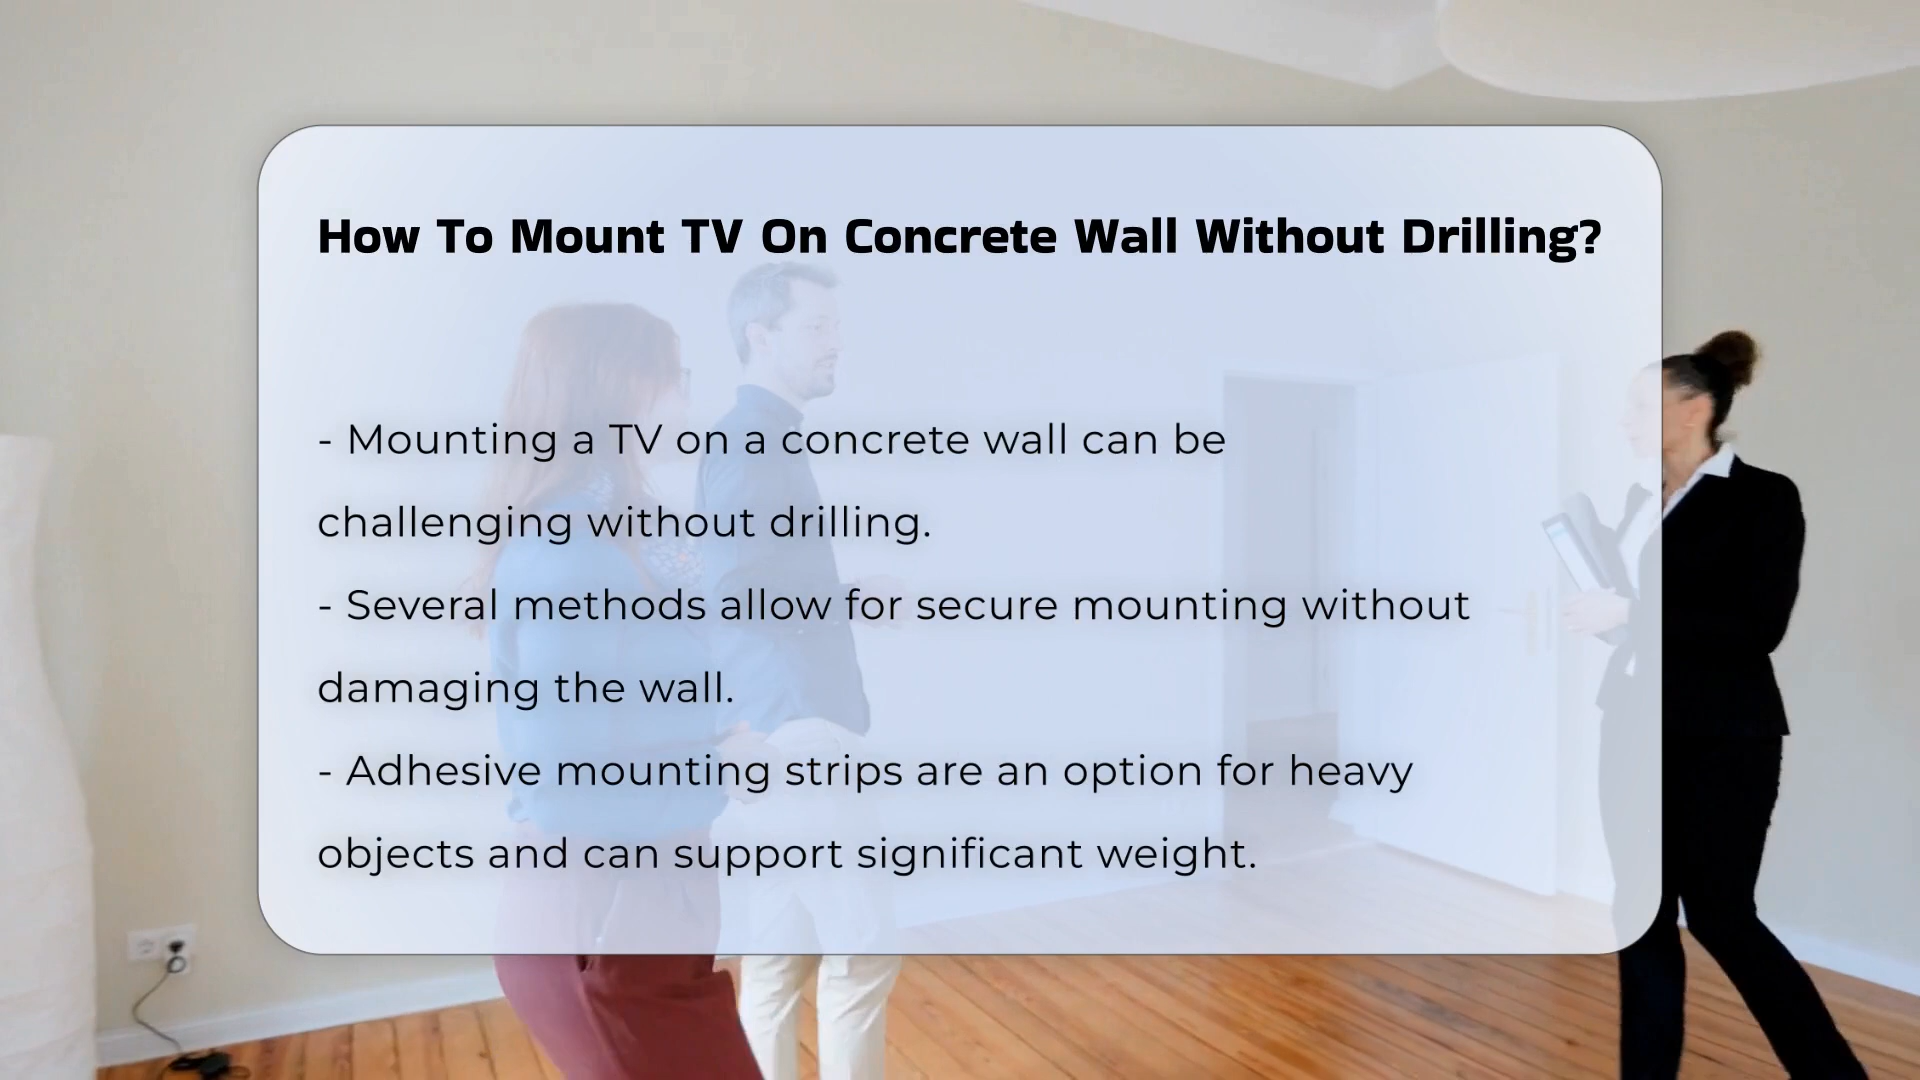 How To Mount TV On Concrete Wall Without Drilling?
- Mounting a TV on a concrete wall can be
challenging without drilling.
- Several methods allow for secure mounting without
damaging the wall.
- Adhesive mounting strips are an option for heavy
objects and can support significant weight.